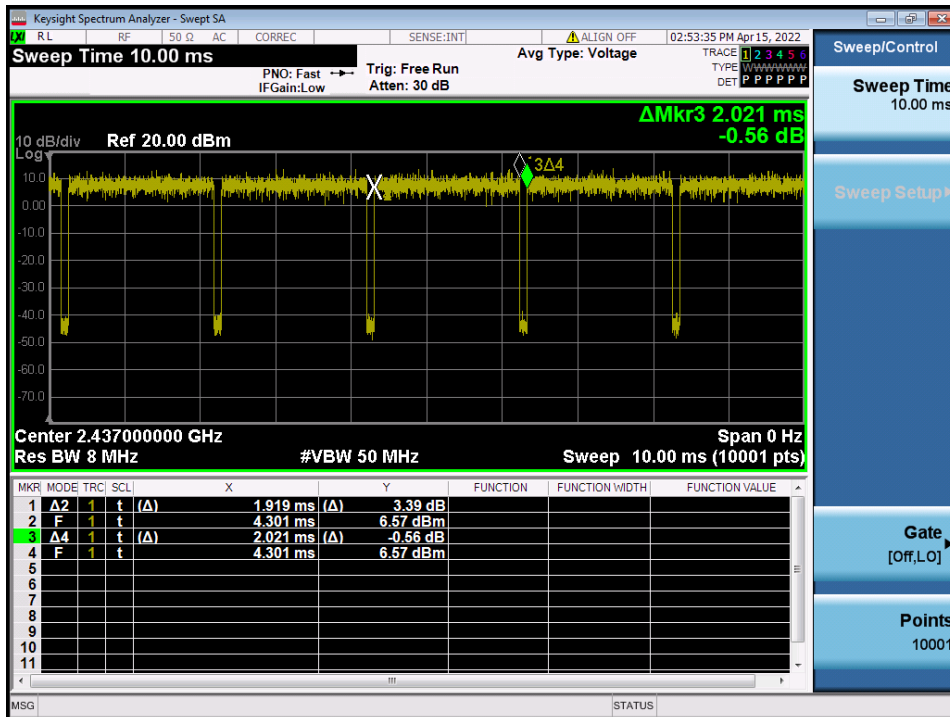 Keysight Spectrum Analyzer - Swept SA
LXI RL RF 50 Ω AC CORREC SENSE:INT ALIGN OFF 02:53:35 PM Apr 15, 2022
Sweep Time 10.00 ms
PNO: Fast
IFGain:Low
Trig: Free Run
Atten: 30 dB
Avg Type: Voltage
TRACE 1 2 3 4 5 6
TYPE WWWWWW
DET P P P P P P
ΔMkr3 2.021 ms
-0.56 dB
10 dB/div Ref 20.00 dBm
Log
3Δ4
10.0
0.00
-10.0
-20.0
-30.0
-40.0
-50.0
-60.0
-70.0
Center 2.437000000 GHz Span 0 Hz
Res BW 8 MHz #VBW 50 MHz Sweep 10.00 ms (10001 pts)
MKR MODE TRC SCL X Y FUNCTION FUNCTION WIDTH FUNCTION VALUE
1 Δ2 1 t (Δ) 1.919 ms (Δ) 3.39 dB
2 F 1 t 4.301 ms 6.57 dBm
3 Δ4 1 t (Δ) 2.021 ms (Δ) -0.56 dB
4 F 1 t 4.301 ms 6.57 dBm
5
6
7
8
9
10
11
MSG STATUS
Sweep/Control
Sweep Time
10.00 ms
Sweep Setup
Gate
[Off,LO]
Points
10001